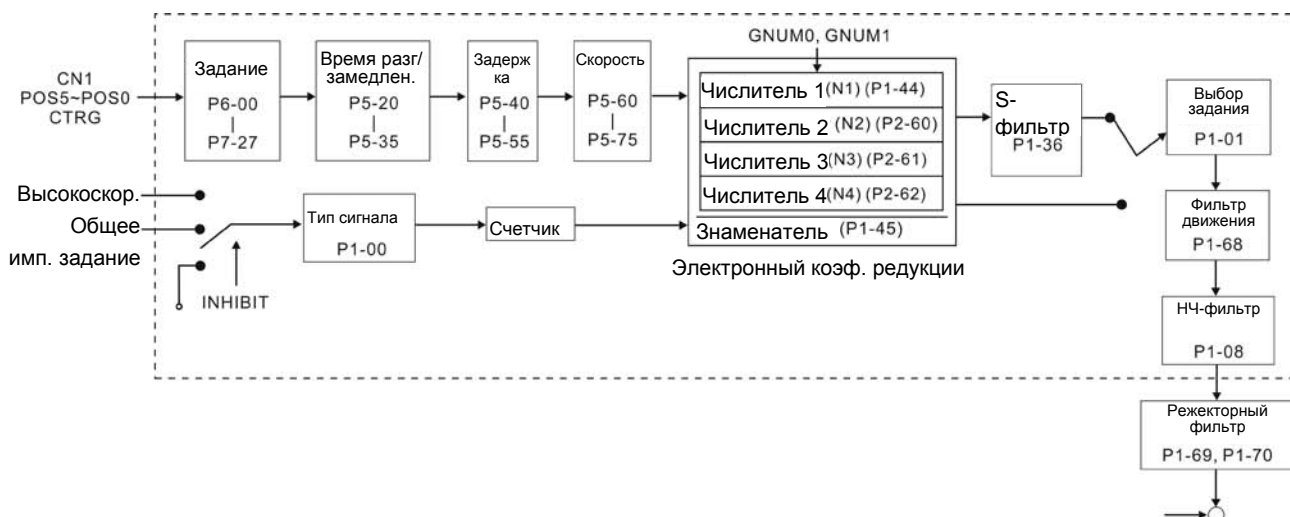 CN1
POS5~POS0
CTRG
Задание
P6-00
P7-27
Время разг/
замедлен.
P5-20
P5-35
Задерж
ка
P5-40
P5-55
Скорость
P5-60
P5-75
GNUM0, GNUM1
Числитель 1(N1) (P1-44)
Числитель 2 (N2) (P2-60)
Числитель 3(N3) (P2-61)
Числитель 4(N4) (P2-62)
Знаменатель (P1-45)
Электронный коэф. редукции
S-
фильтр
P1-36
Выбор
задания
P1-01
Высокоскор.
Общее
имп. задание
INHIBIT
Тип сигнала
P1-00
Счетчик
Фильтр
движения
P1-68
НЧ-фильтр
P1-08
Режекторный
фильтр
P1-69, P1-70